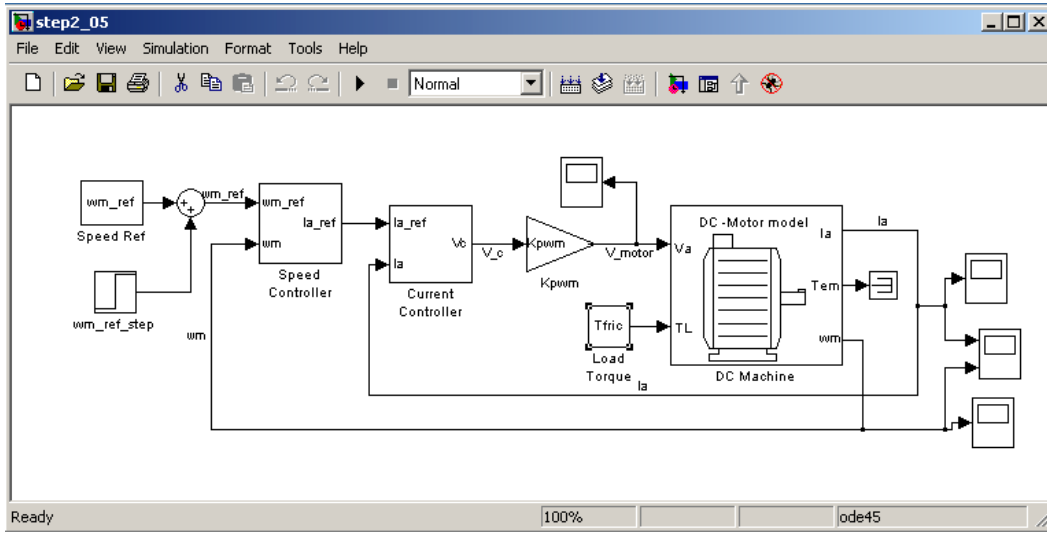 step2_05
File Edit View Simulation Format Tools Help
Normal
wm_ref
Speed Ref
wm_ref_step
wm_ref
wm_ref
Ia_ref
wm
Speed
Controller
wm
Ia_ref
Vc
Ia
Current
Controller
V_c
Kpwm
Kpwm
V_motor
Tfric
Load
Torque
DC -Motor model
Va
Ia
Tem
TL
wm
DC Machine
Ia
Ia
Ready
100%
ode45